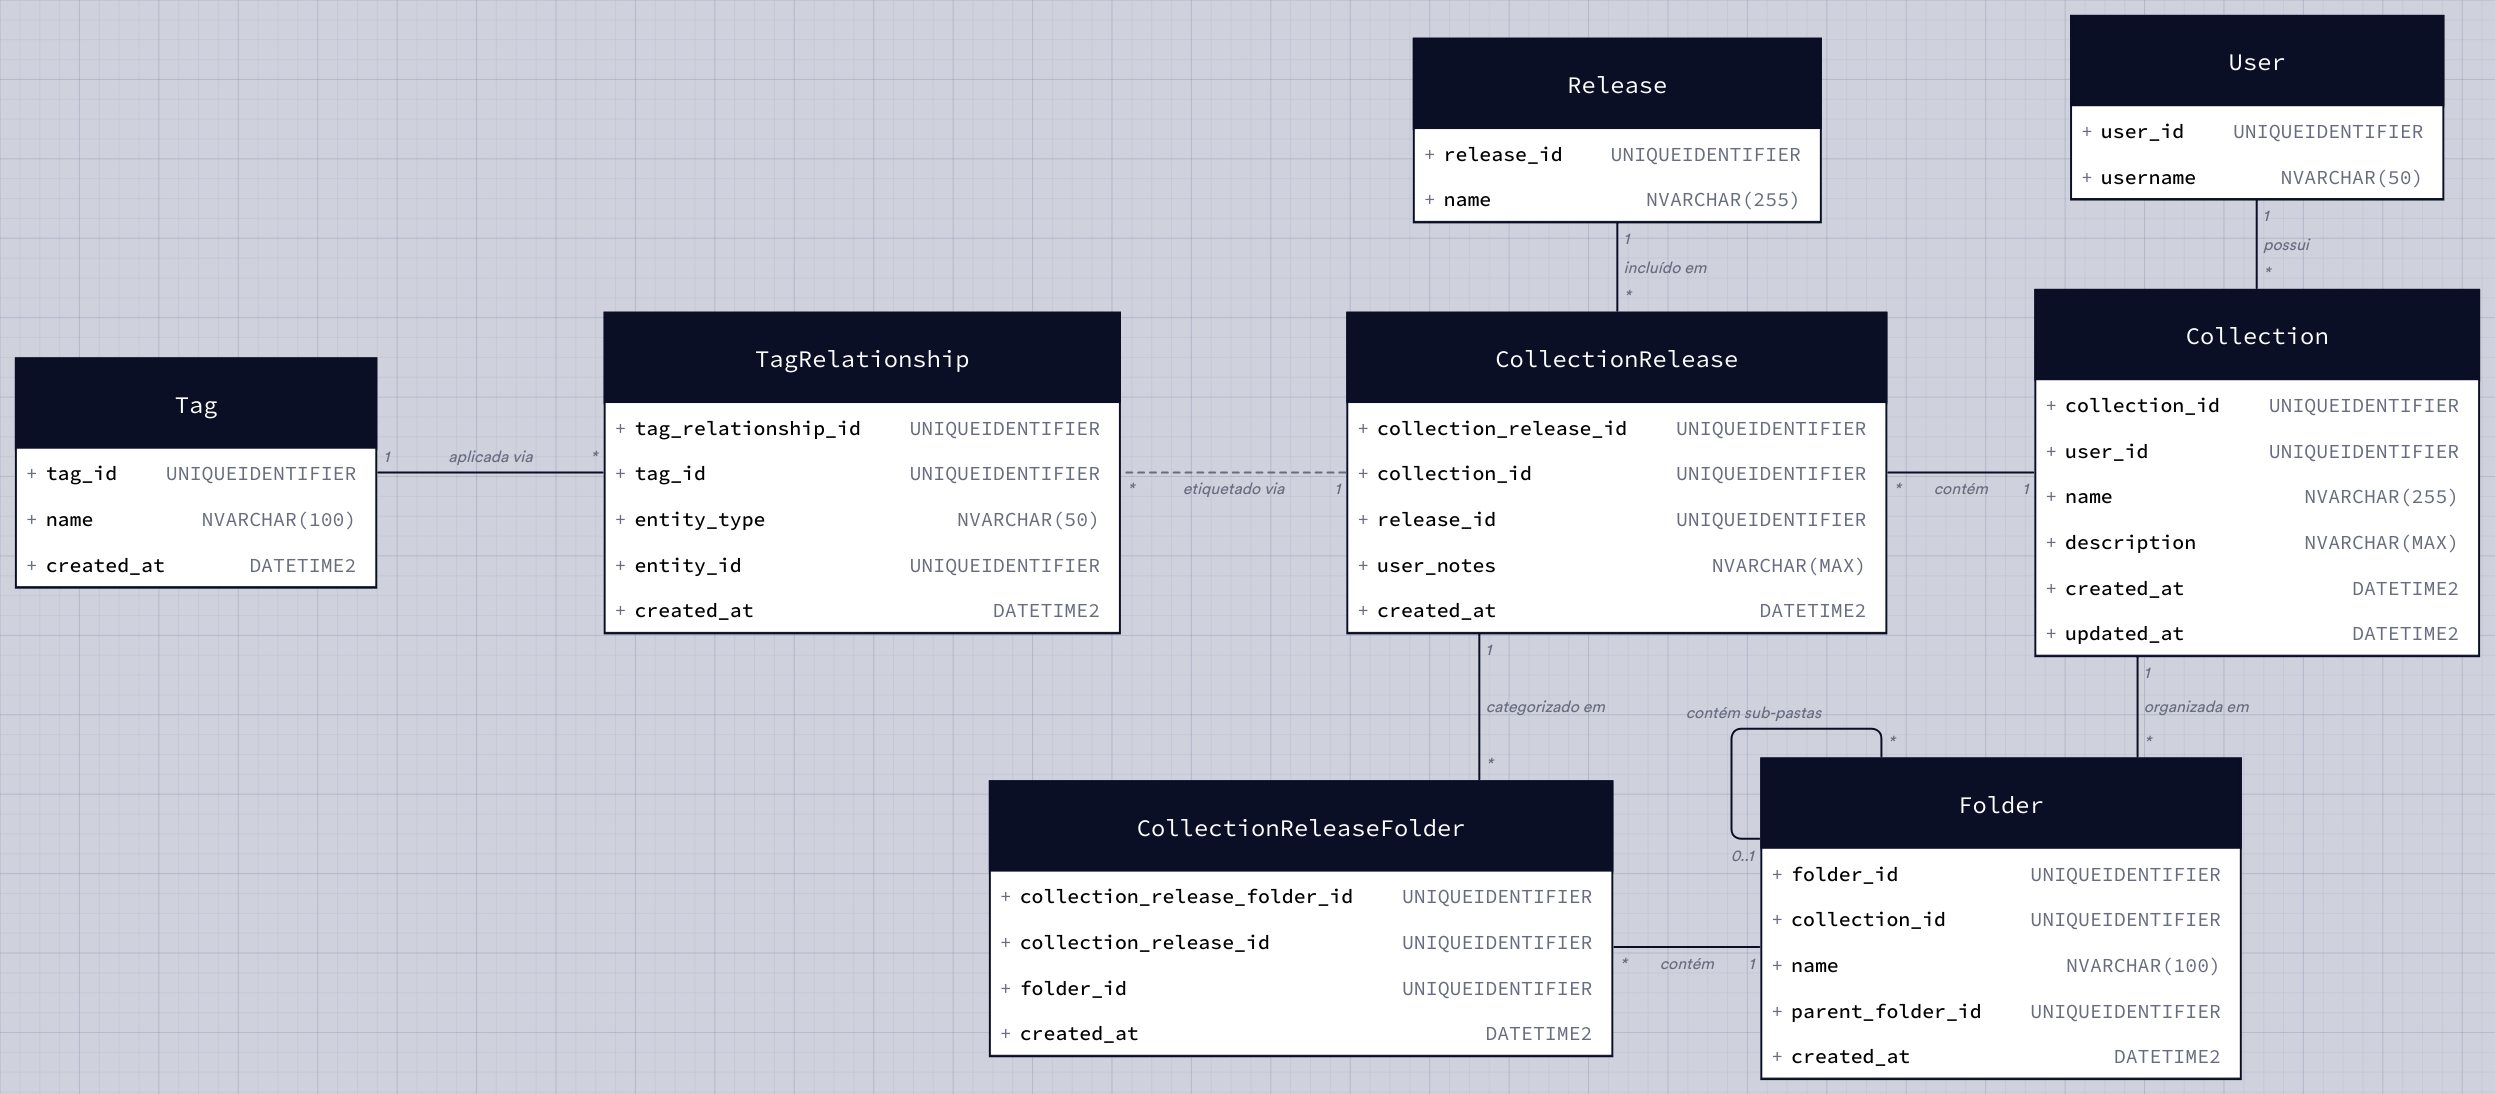 Release
+ release_id UNIQUEIDENTIFIER
+ name NVARCHAR(255)
1
incluído em
*
User
+ user_id UNIQUEIDENTIFIER
+ username NVARCHAR(50)
1
possui
*
Tag
+ tag_id UNIQUEIDENTIFIER
+ name NVARCHAR(100)
+ created_at DATETIME2
1 aplicada via *
TagRelationship
+ tag_relationship_id UNIQUEIDENTIFIER
+ tag_id UNIQUEIDENTIFIER
+ entity_type NVARCHAR(50)
+ entity_id UNIQUEIDENTIFIER
+ created_at DATETIME2
* etiquetado via 1
CollectionRelease
+ collection_release_id UNIQUEIDENTIFIER
+ collection_id UNIQUEIDENTIFIER
+ release_id UNIQUEIDENTIFIER
+ user_notes NVARCHAR(MAX)
+ created_at DATETIME2
* contém 1
Collection
+ collection_id UNIQUEIDENTIFIER
+ user_id UNIQUEIDENTIFIER
+ name NVARCHAR(255)
+ description NVARCHAR(MAX)
+ created_at DATETIME2
+ updated_at DATETIME2
1
categorizado em
*
1
organizada em
*
contém sub-pastas
*
0..1
CollectionReleaseFolder
+ collection_release_folder_id UNIQUEIDENTIFIER
+ collection_release_id UNIQUEIDENTIFIER
+ folder_id UNIQUEIDENTIFIER
+ created_at DATETIME2
* contém 1
Folder
+ folder_id UNIQUEIDENTIFIER
+ collection_id UNIQUEIDENTIFIER
+ name NVARCHAR(100)
+ parent_folder_id UNIQUEIDENTIFIER
+ created_at DATETIME2